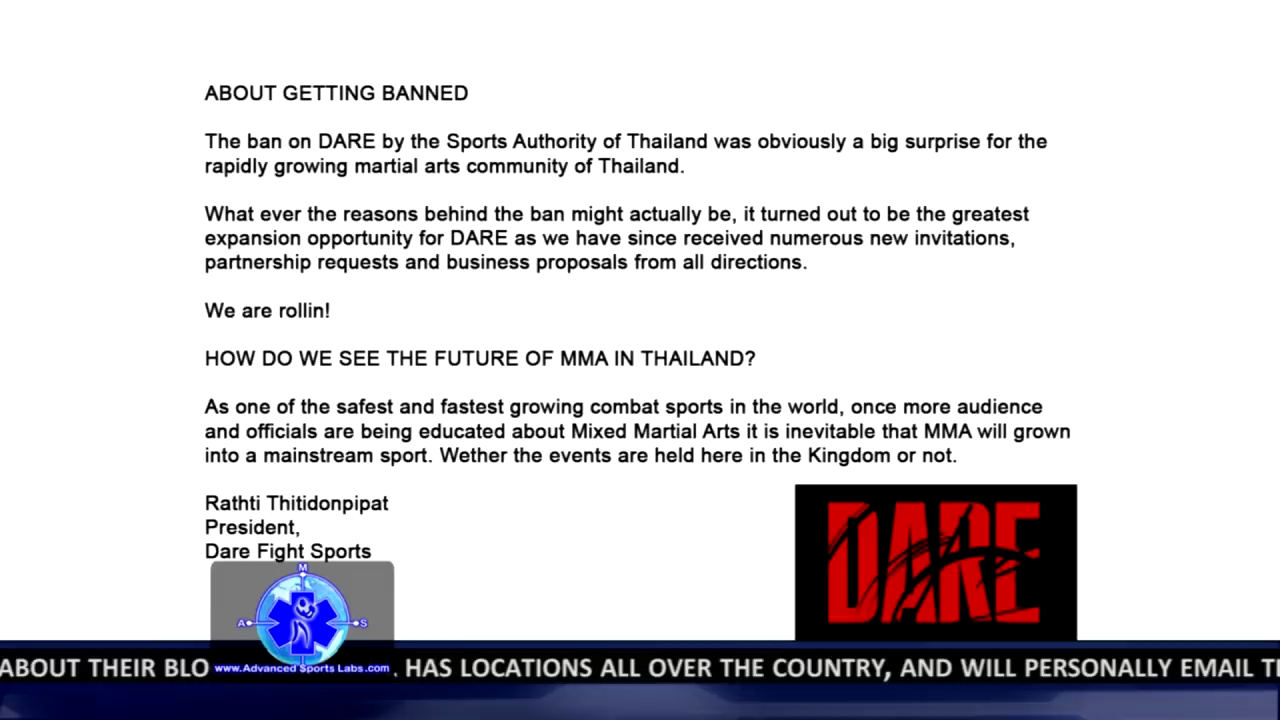 ABOUT GETTING BANNED
The ban on DARE by the Sports Authority of Thailand was obviously a big surprise for the
rapidly growing martial arts community of Thailand.
What ever the reasons behind the ban might actually be, it turned out to be the greatest
expansion opportunity for DARE as we have since received numerous new invitations,
partnership requests and business proposals from all directions.
We are rollin!
HOW DO WE SEE THE FUTURE OF MMA IN THAILAND?
As one of the safest and fastest growing combat sports in the world, once more audience
and officials are being educated about Mixed Martial Arts it is inevitable that MMA will grown
into a mainstream sport. Wether the events are held here in the Kingdom or not.
Rathti Thitidonpipat
President,
Dare Fight Sports
DARE
M
A S
www.Advanced Sports Labs.com
ABOUT THEIR BLO . HAS LOCATIONS ALL OVER THE COUNTRY, AND WILL PERSONALLY EMAIL